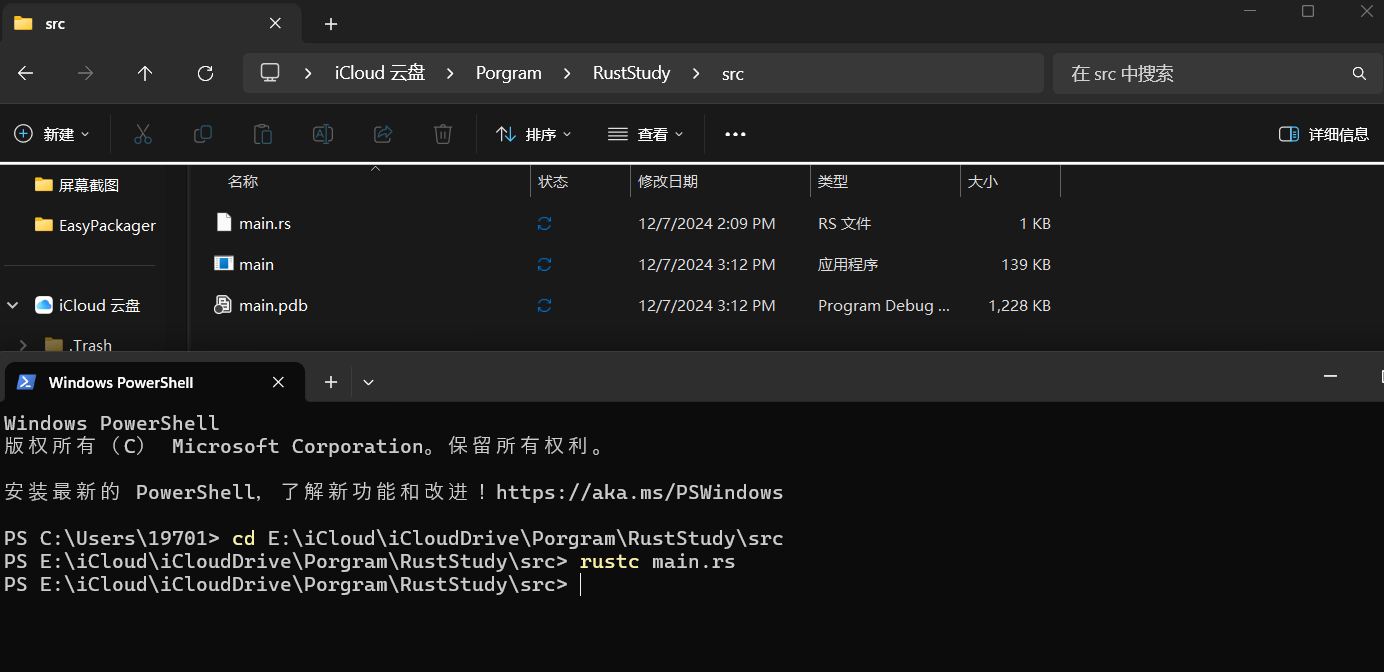 src
iCloud 云盘 Porgram RustStudy src
在 src 中搜索
新建 排序 查看 详细信息
屏幕截图
EasyPackager
iCloud 云盘
.Trash
名称 状态 修改日期 类型 大小
main.rs 12/7/2024 2:09 PM RS 文件 1 KB
main 12/7/2024 3:12 PM 应用程序 139 KB
main.pdb 12/7/2024 3:12 PM Program Debug ... 1,228 KB
Windows PowerShell
Windows PowerShell
版权所有（C） Microsoft Corporation。保留所有权利。
安装最新的 PowerShell，了解新功能和改进！https://aka.ms/PSWindows
PS C:\Users\19701> cd E:\iCloud\iCloudDrive\Porgram\RustStudy\src
PS E:\iCloud\iCloudDrive\Porgram\RustStudy\src> rustc main.rs
PS E:\iCloud\iCloudDrive\Porgram\RustStudy\src>